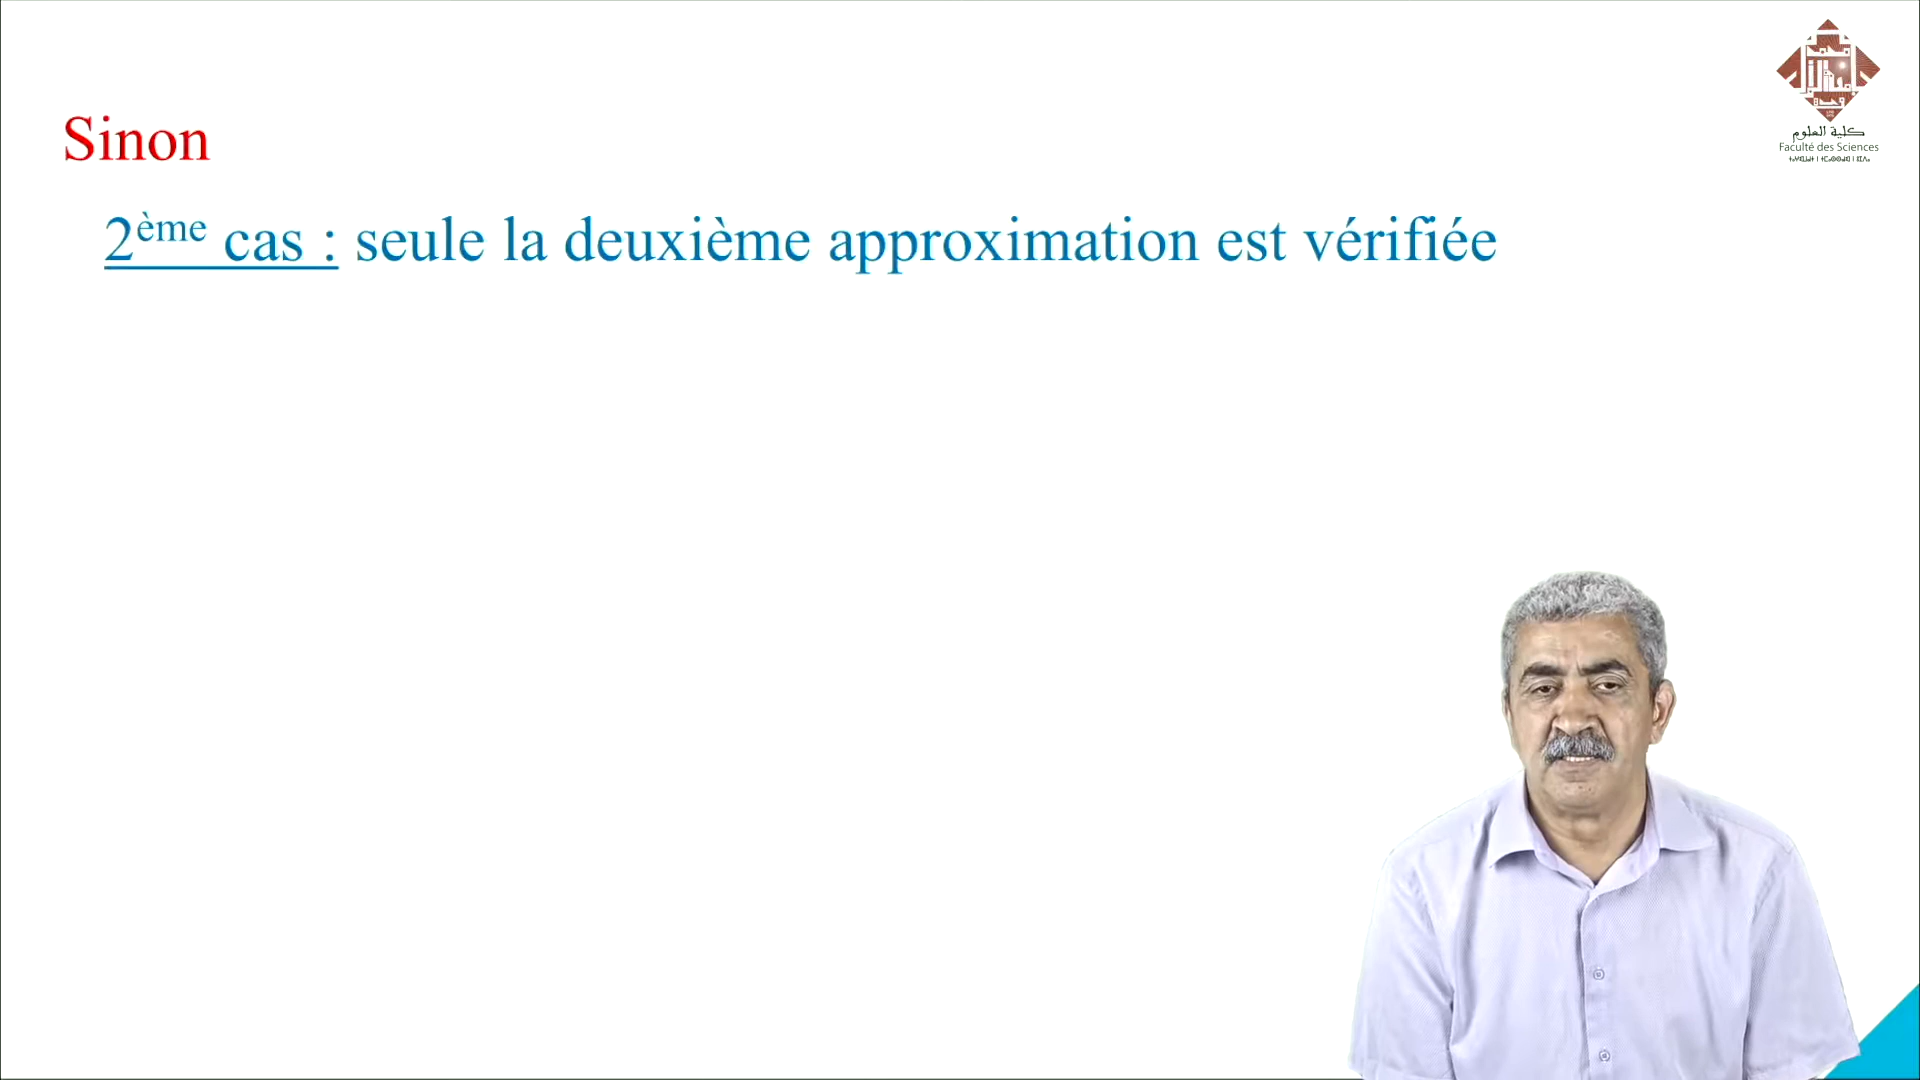 Sinon
2ème cas : seule la deuxième approximation est vérifiée
كلية العلوم
Faculté des Sciences